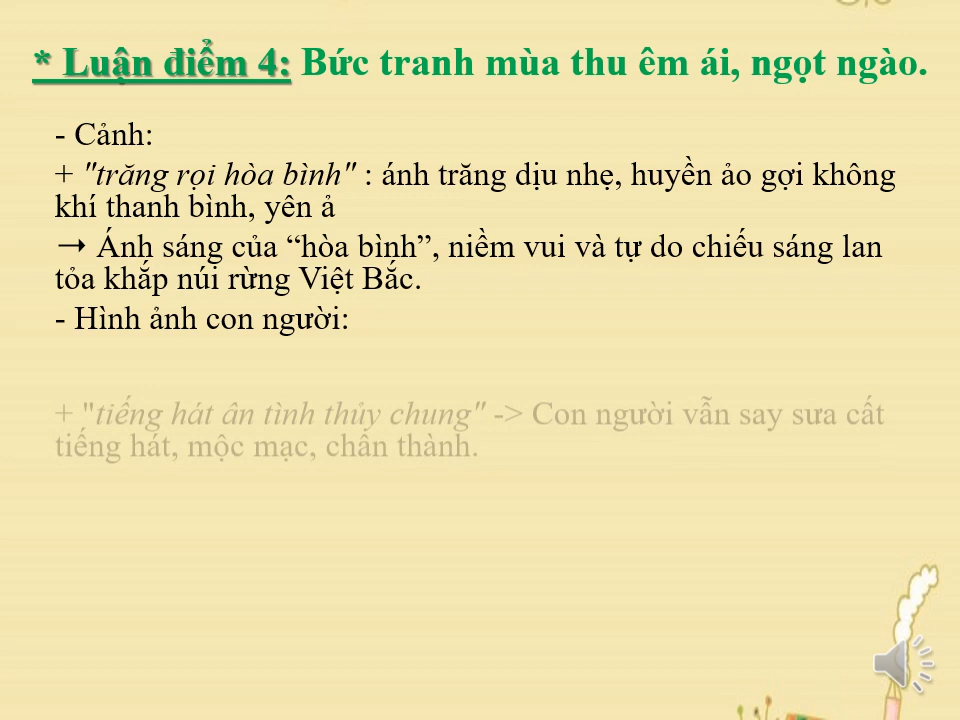 * Luận điểm 4: Bức tranh mùa thu êm ái, ngọt ngào.
- Cảnh:
+ "trăng rọi hòa bình" : ánh trăng dịu nhẹ, huyền ảo gợi không
khí thanh bình, yên ả
➝ Ánh sáng của “hòa bình”, niềm vui và tự do chiếu sáng lan
tỏa khắp núi rừng Việt Bắc.
- Hình ảnh con người:
+ "tiếng hát ân tình thủy chung" -> Con người vẫn say sưa cất
tiếng hát, mộc mạc, chân thành.